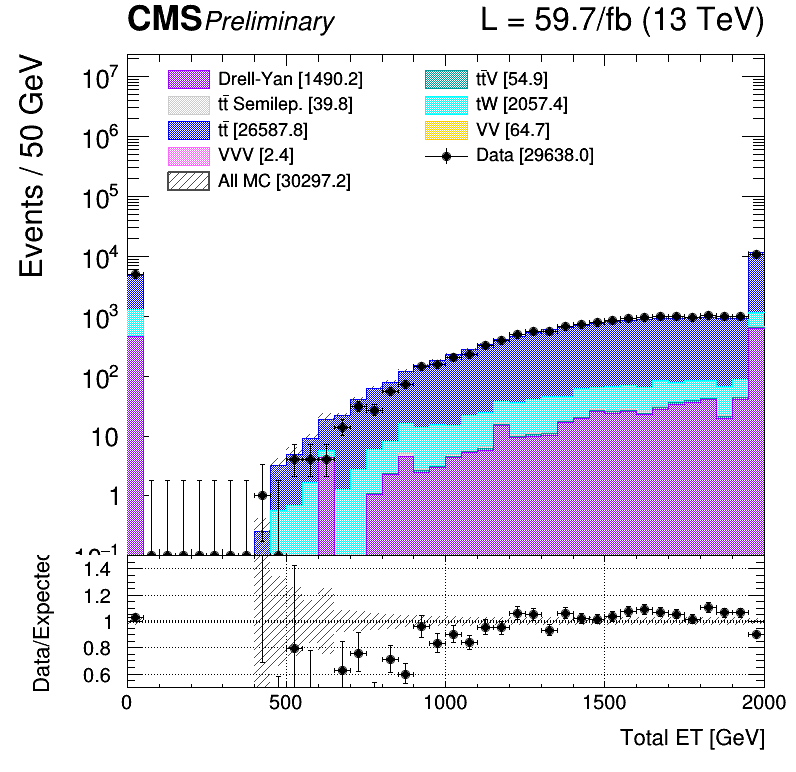 CMS Preliminary L = 59.7/fb (13 TeV)
Events / 50 GeV
10⁷
10⁶
10⁵
10⁴
10³
10²
10
1
10⁻¹
Drell-Yan [1490.2]
tt̄ Semilep. [39.8]
tt̄ [26587.8]
VVV [2.4]
All MC [30297.2]
tt̄V [54.9]
tW [2057.4]
VV [64.7]
Data [29638.0]
Data/Expected
1.4
1.2
1
0.8
0.6
0 500 1000 1500 2000
Total ET [GeV]